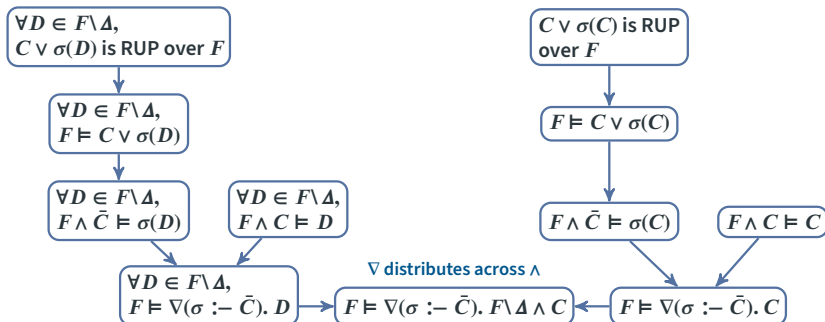 ∀D ∈ F\Δ,
C ∨ σ(D) is RUP over F
C ∨ σ(C) is RUP
over F
∀D ∈ F\Δ,
F ⊨ C ∨ σ(D)
F ⊨ C ∨ σ(C)
∀D ∈ F\Δ,
F ∧ C̄ ⊨ σ(D)
∀D ∈ F\Δ,
F ∧ C ⊨ D
F ∧ C̄ ⊨ σ(C)
F ∧ C ⊨ C
∇ distributes across ∧
∀D ∈ F\Δ,
F ⊨ ∇(σ :– C̄). D
F ⊨ ∇(σ :– C̄). F\Δ ∧ C
F ⊨ ∇(σ :– C̄). C